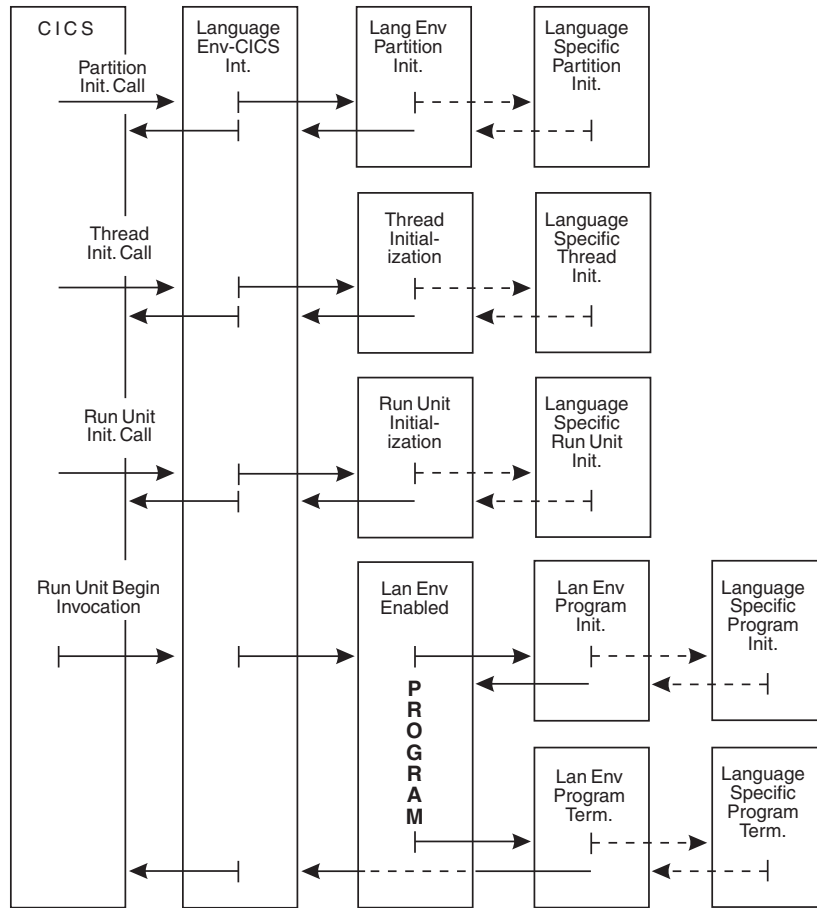 CICS
Language
Env-CICS
Int.
Lang Env
Partition
Init.
Language
Specific
Partition
Init.
Partition
Init. Call
Thread
Init. Call
Thread
Initial-
ization
Language
Specific
Thread
Init.
Run Unit
Init. Call
Run Unit
Initial-
ization
Language
Specific
Run Unit
Init.
Run Unit Begin
Invocation
Lan Env
Enabled
Lan Env
Program
Init.
Language
Specific
Program
Init.
PROGRAM
Lan Env
Program
Term.
Language
Specific
Program
Term.